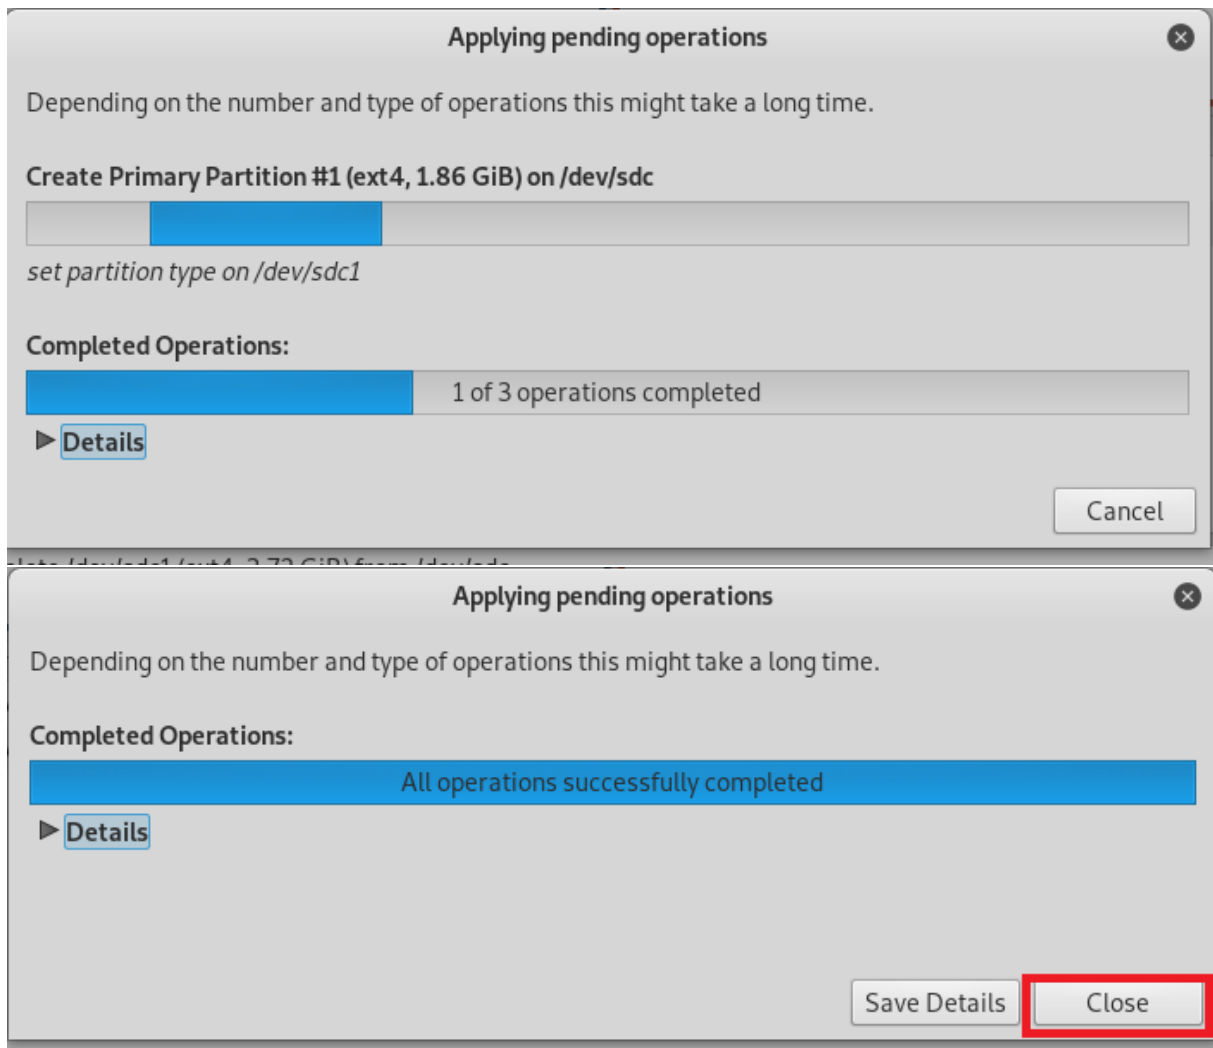 Applying pending operations
Depending on the number and type of operations this might take a long time.
Create Primary Partition #1 (ext4, 1.86 GiB) on /dev/sdc
set partition type on /dev/sdc1
Completed Operations:
1 of 3 operations completed
Details
Cancel
Applying pending operations
Depending on the number and type of operations this might take a long time.
Completed Operations:
All operations successfully completed
Details
Save Details
Close